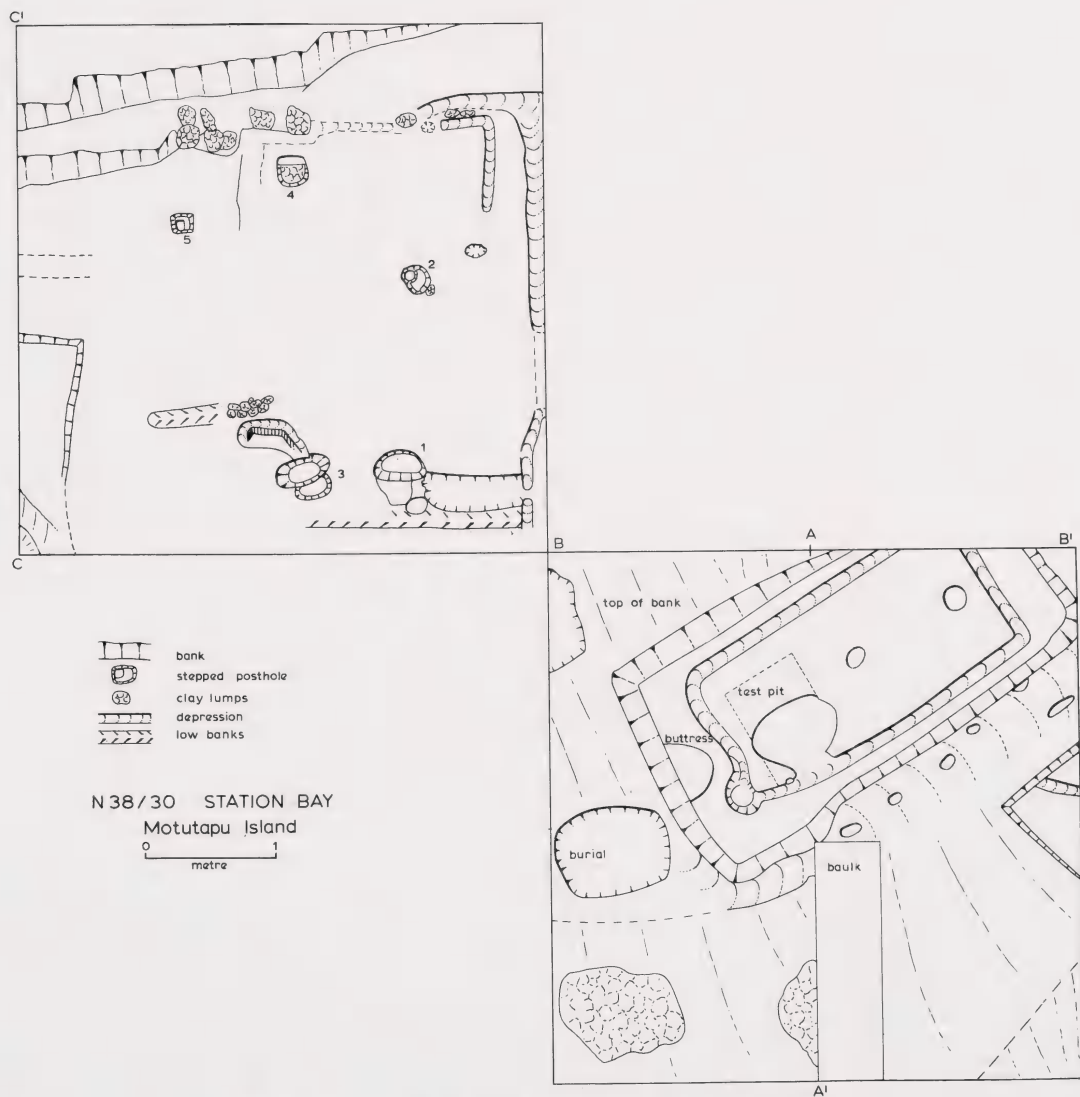 C'
4
5
2
1
3
C
B
A
B'
top of bank
test pit
buttress
burial
baulk
A'
bank
stepped posthole
clay lumps
depression
low banks
N38/30 STATION BAY
Motutapu Island
0 1
metre